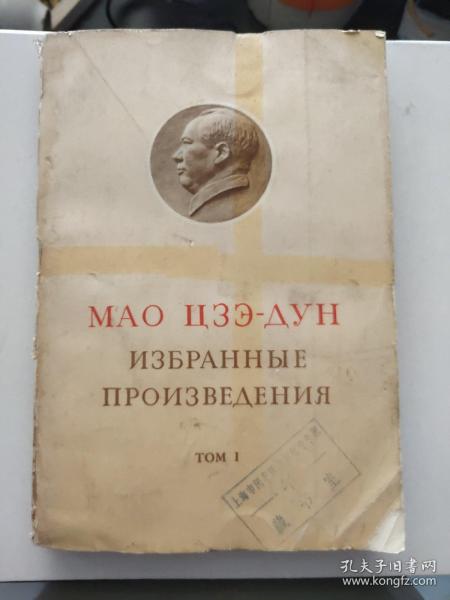 МАО ЦЗЭ-ДУН
ИЗБРАННЫЕ
ПРОИЗВЕДЕНИЯ
ТОМ I
孔夫子旧书网
www.kongfz.com